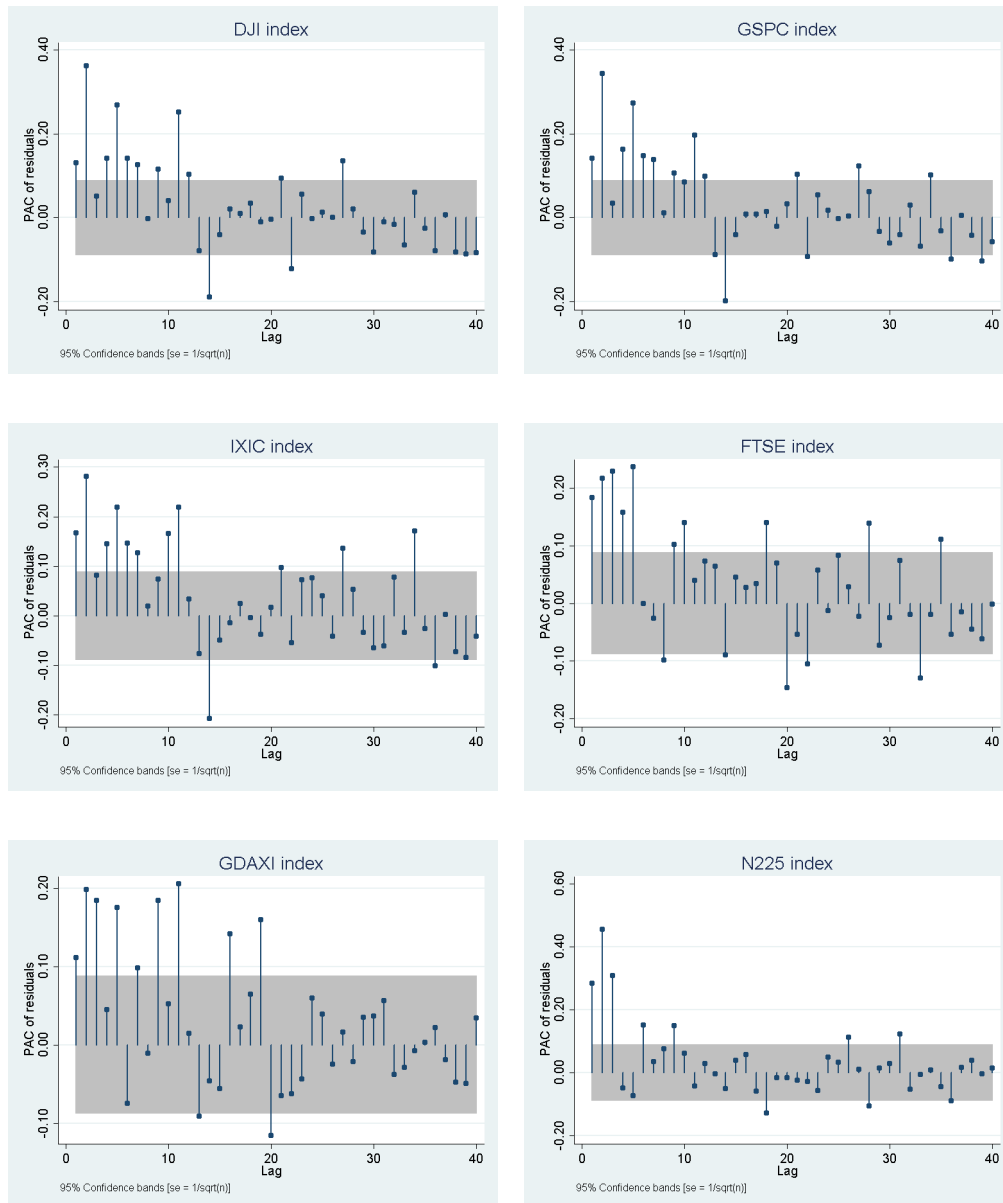 DJI index
PAC of residuals
0.40
0.20
0.00
-0.20
0
10
20
30
40
Lag
95% Confidence bands [se = 1/sqrt(n)]
GSPC index
PAC of residuals
0.40
0.20
0.00
-0.20
0
10
20
30
40
Lag
95% Confidence bands [se = 1/sqrt(n)]
IXIC index
PAC of residuals
0.30
0.20
0.10
0.00
-0.10
-0.20
0
10
20
30
40
Lag
95% Confidence bands [se = 1/sqrt(n)]
FTSE index
PAC of residuals
0.20
0.10
0.00
-0.10
-0.20
0
10
20
30
40
Lag
95% Confidence bands [se = 1/sqrt(n)]
GDAXI index
PAC of residuals
0.20
0.10
0.00
-0.10
0
10
20
30
40
Lag
95% Confidence bands [se = 1/sqrt(n)]
N225 index
PAC of residuals
0.60
0.40
0.20
0.00
-0.20
0
10
20
30
40
Lag
95% Confidence bands [se = 1/sqrt(n)]